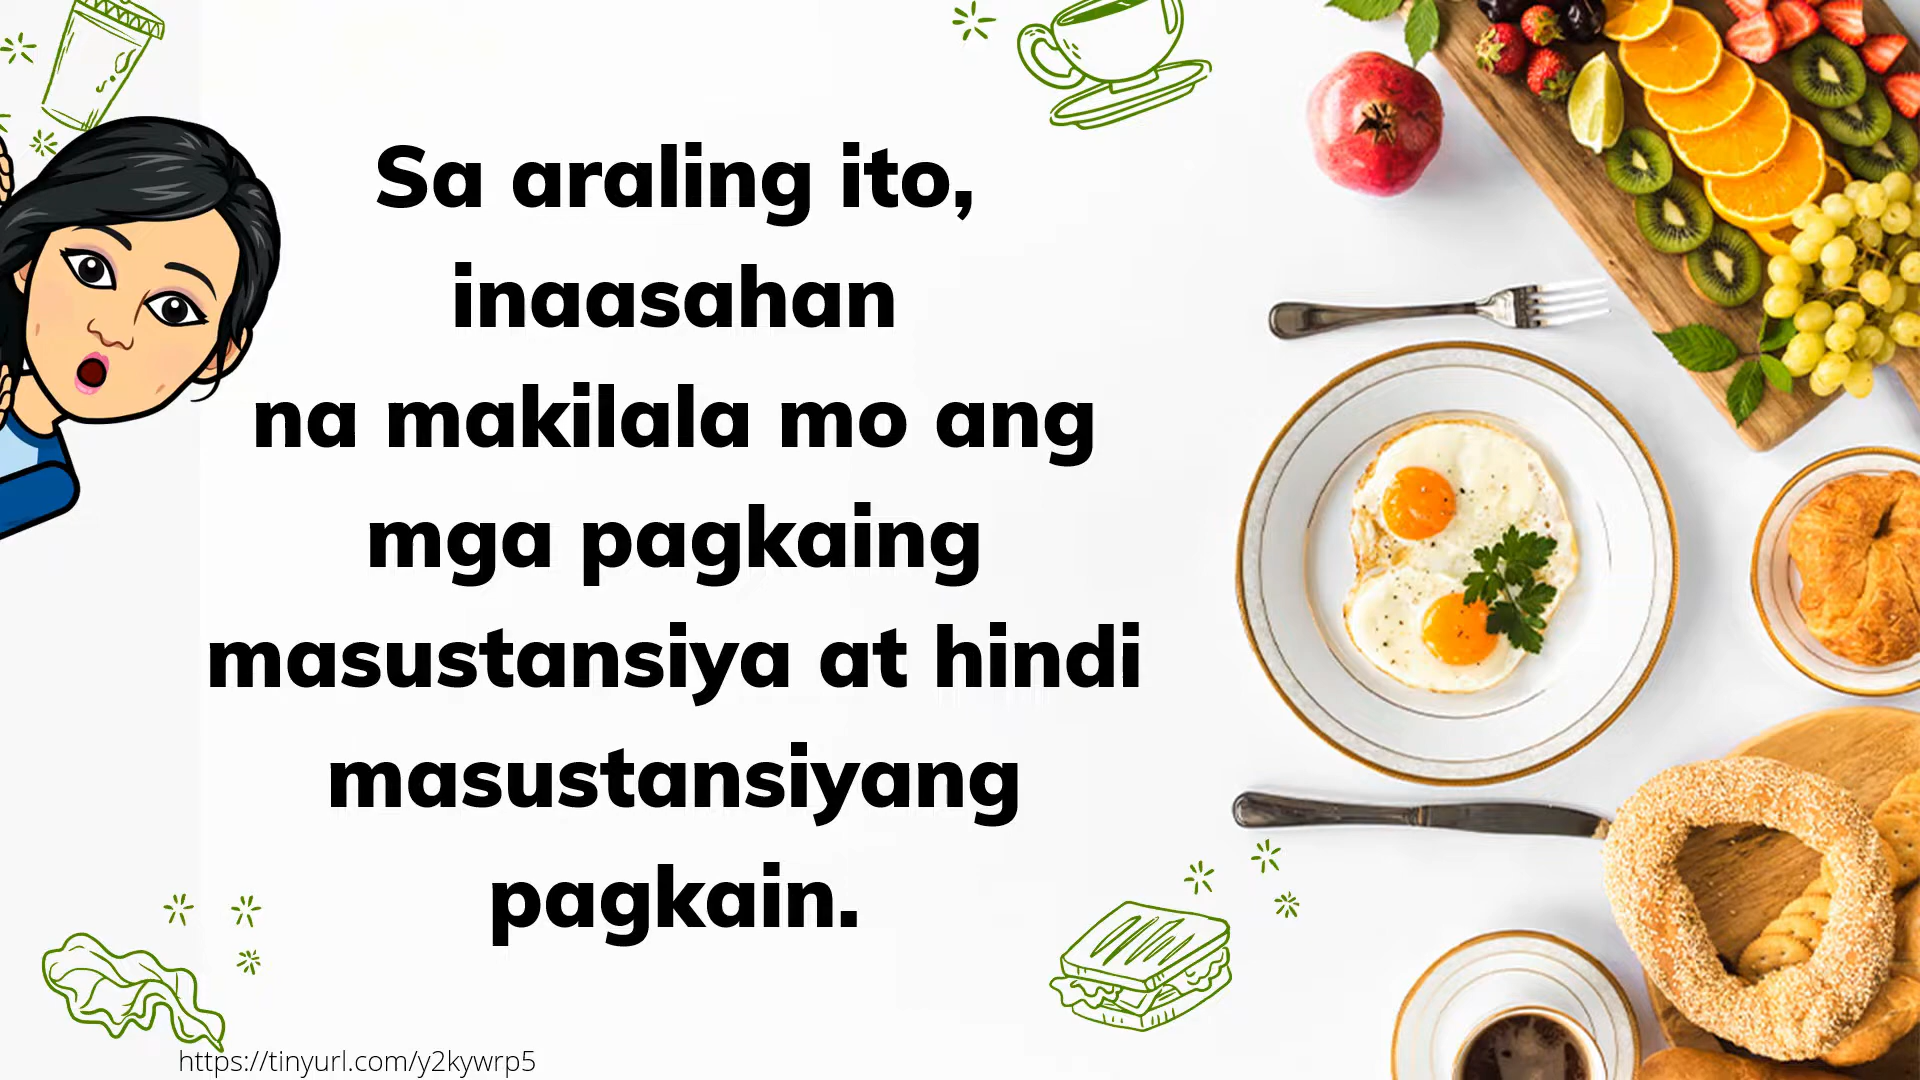 Sa araling ito,
inaasahan
na makilala mo ang
mga pagkaing
masustansiya at hindi
masustansiyang
pagkain.
https://tinyurl.com/y2kywrp5